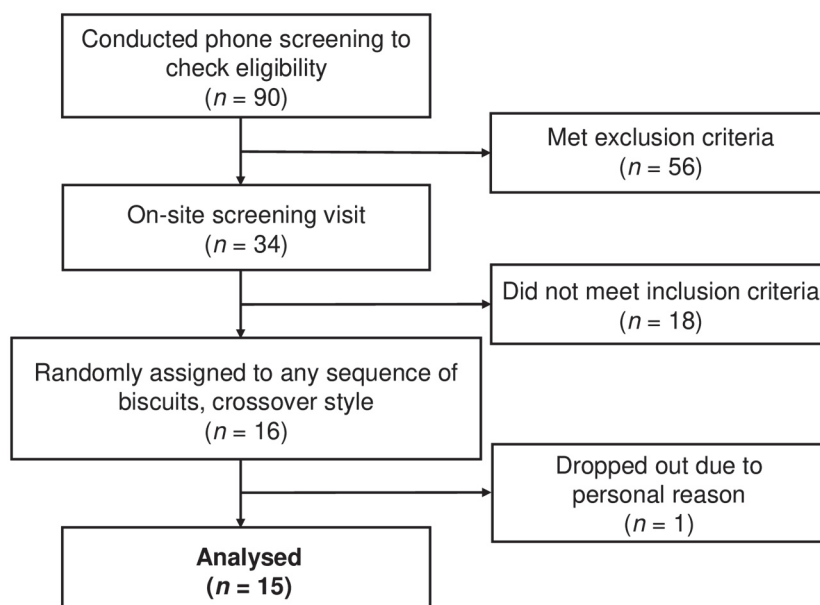 Conducted phone screening to
check eligibility
(n = 90)
Met exclusion criteria
(n = 56)
On-site screening visit
(n = 34)
Did not meet inclusion criteria
(n = 18)
Randomly assigned to any sequence of
biscuits, crossover style
(n = 16)
Dropped out due to
personal reason
(n = 1)
Analysed
(n = 15)